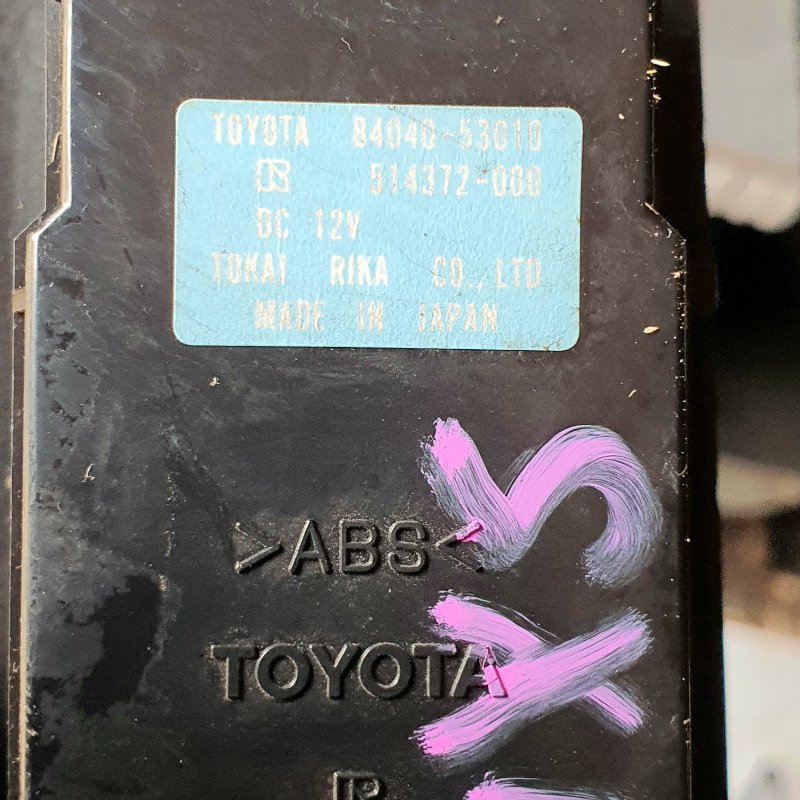 TOYOTA 84040-53010
514372-000
DC 12V
TOKAI RIKA CO., LTD
MADE IN JAPAN
>ABS<
TOYOTA